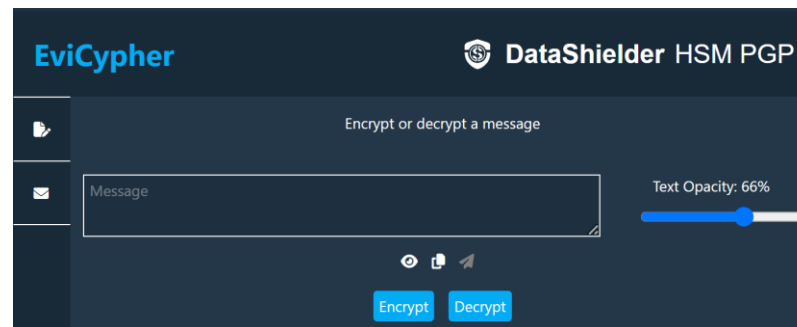 EviCypher
DataShielder HSM PGP
Encrypt or decrypt a message
Message
Text Opacity: 66%
Encrypt Decrypt